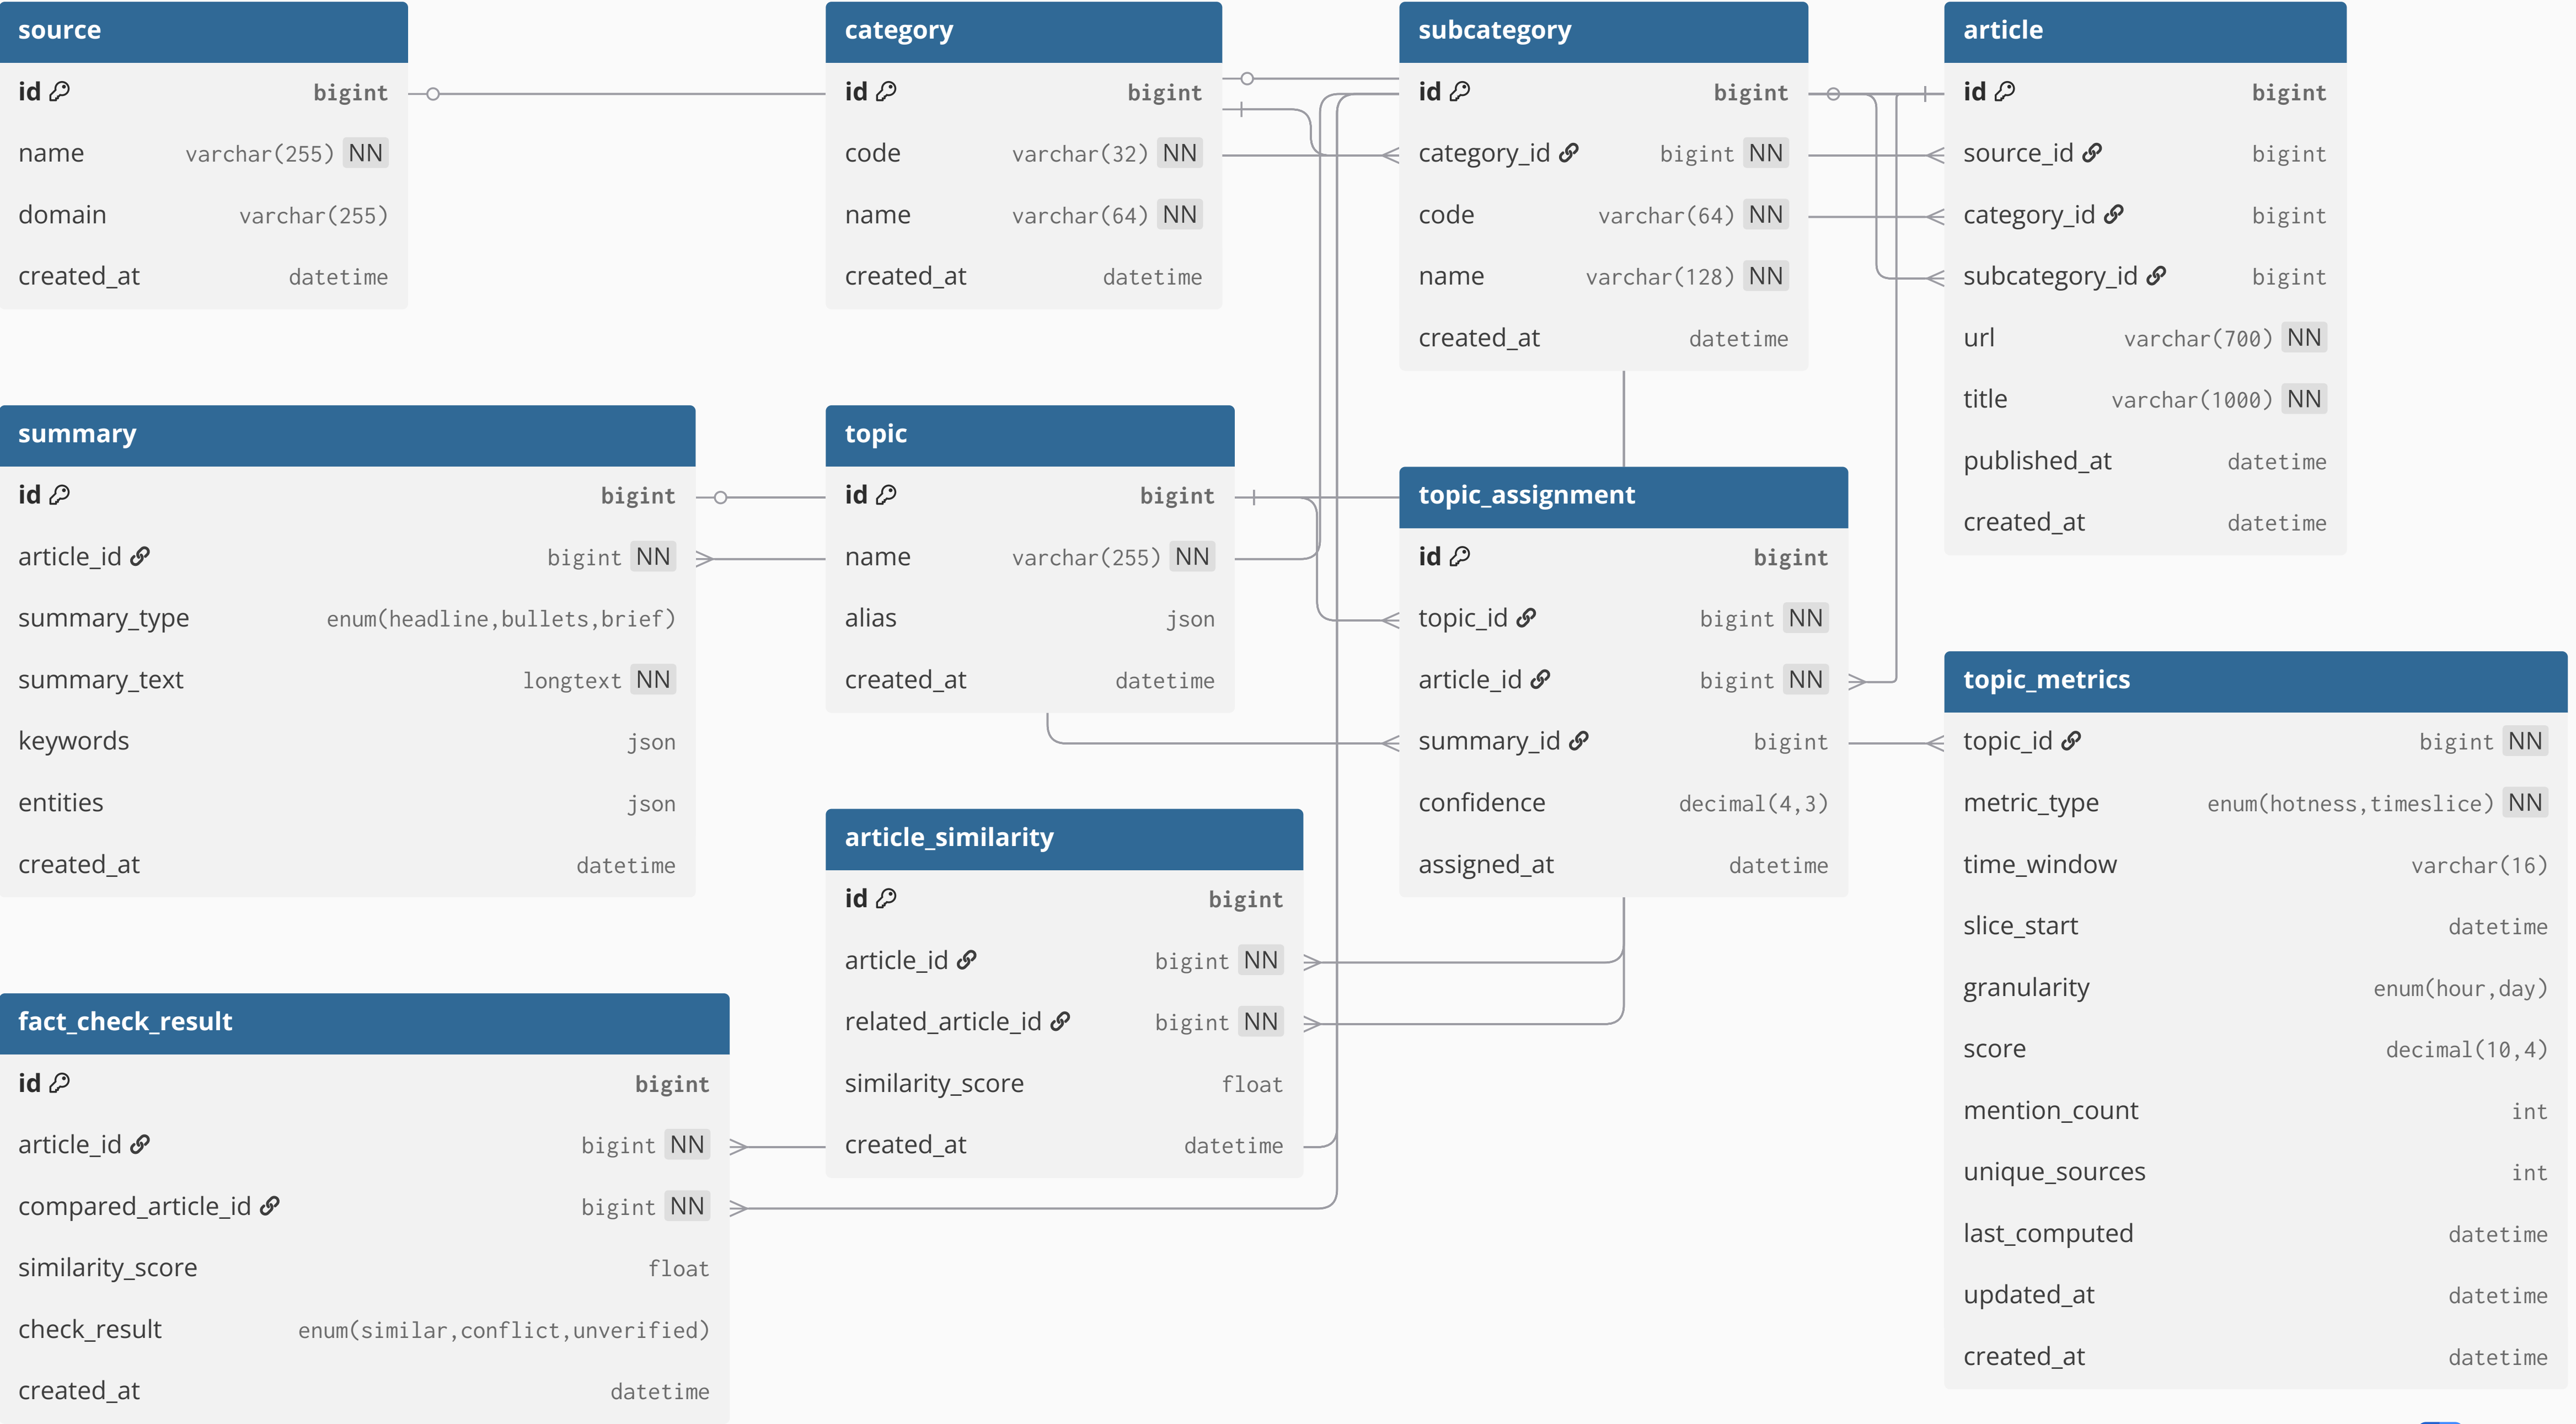 source
id bigint
name varchar(255) NN
domain varchar(255)
created_at datetime
category
id bigint
code varchar(32) NN
name varchar(64) NN
created_at datetime
subcategory
id bigint
category_id bigint NN
code varchar(64) NN
name varchar(128) NN
created_at datetime
article
id bigint
source_id bigint
category_id bigint
subcategory_id bigint
url varchar(700) NN
title varchar(1000) NN
published_at datetime
created_at datetime
summary
id bigint
article_id bigint NN
summary_type enum(headline,bullets,brief)
summary_text longtext NN
keywords json
entities json
created_at datetime
topic
id bigint
name varchar(255) NN
alias json
created_at datetime
topic_assignment
id bigint
topic_id bigint NN
article_id bigint NN
summary_id bigint
confidence decimal(4,3)
assigned_at datetime
topic_metrics
topic_id bigint NN
metric_type enum(hotness,timeslice) NN
time_window varchar(16)
slice_start datetime
granularity enum(hour,day)
score decimal(10,4)
mention_count int
unique_sources int
last_computed datetime
updated_at datetime
created_at datetime
article_similarity
id bigint
article_id bigint NN
related_article_id bigint NN
similarity_score float
created_at datetime
fact_check_result
id bigint
article_id bigint NN
compared_article_id bigint NN
similarity_score float
check_result enum(similar,conflict,unverified)
created_at datetime